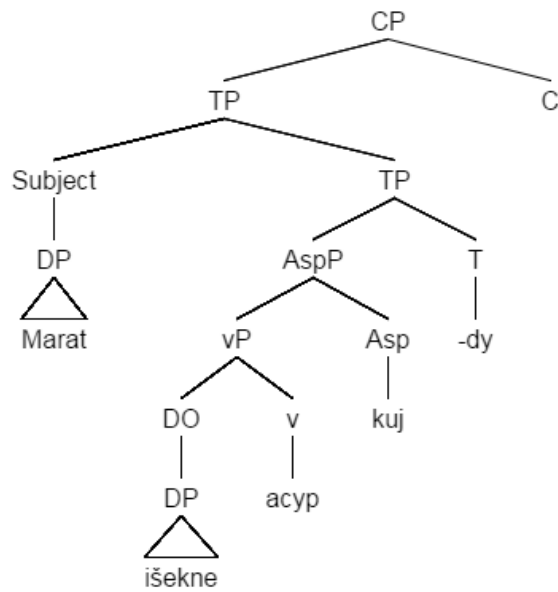 CP
TP C
Subject TP
DP AspP T
Marat vP Asp -dy
DO v kuj
DP acyp
išekne